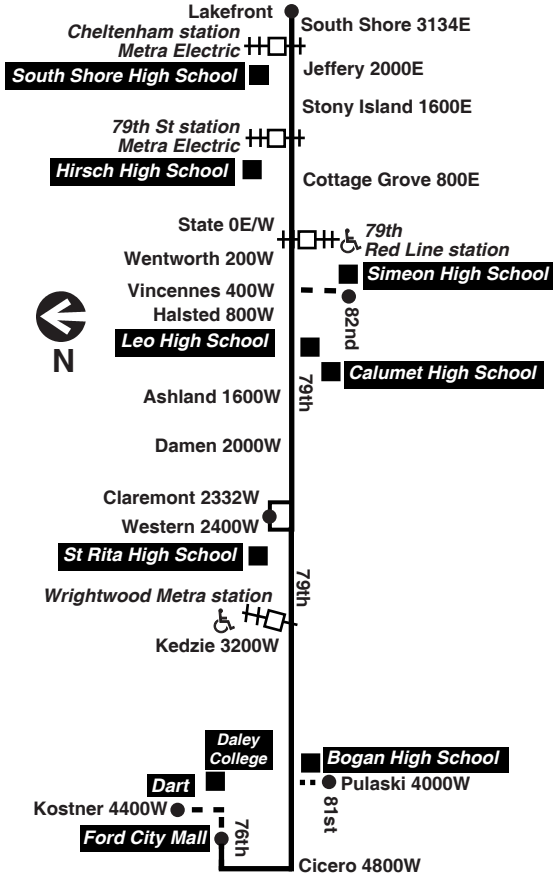 Lakefront
South Shore 3134E
Cheltenham station
Metra Electric
Jeffery 2000E
South Shore High School
Stony Island 1600E
79th St station
Metra Electric
Hirsch High School
Cottage Grove 800E
State 0E/W
79th
Red Line station
Wentworth 200W
Simeon High School
Vincennes 400W
82nd
Halsted 800W
Leo High School
N
Calumet High School
79th
Ashland 1600W
Damen 2000W
Claremont 2332W
Western 2400W
St Rita High School
79th
Wrightwood Metra station
Kedzie 3200W
Daley
College
Bogan High School
Dart
Pulaski 4000W
Kostner 4400W
81st
Ford City Mall
76th
Cicero 4800W